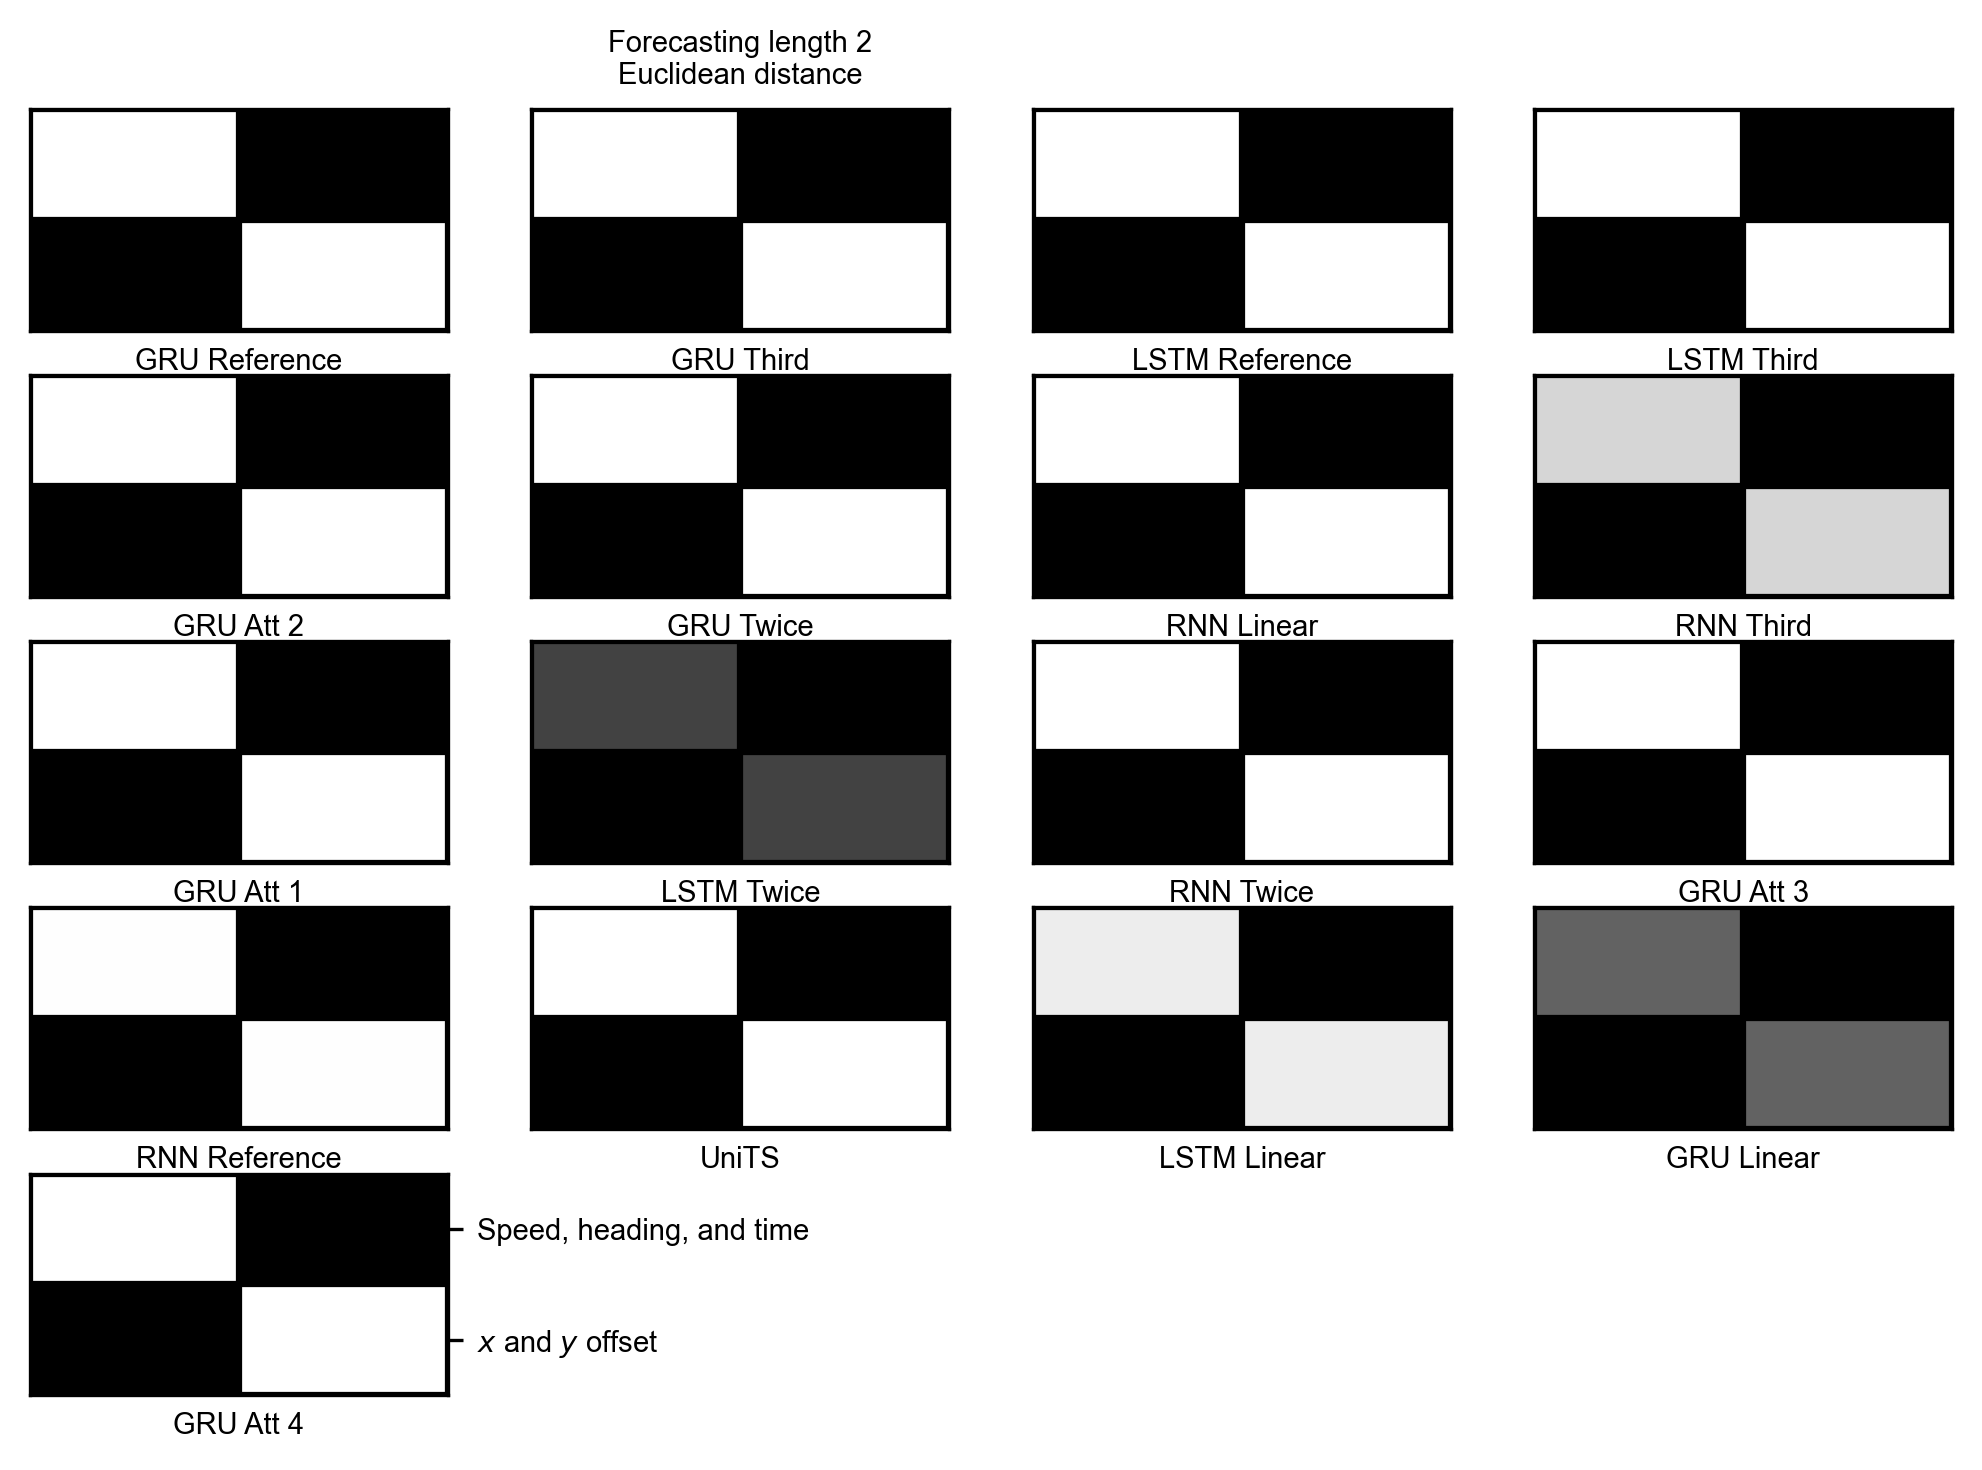 Forecasting length 2
Euclidean distance
GRU Reference
GRU Third
LSTM Reference
LSTM Third
GRU Att 2
GRU Twice
RNN Linear
RNN Third
GRU Att 1
LSTM Twice
RNN Twice
GRU Att 3
RNN Reference
UniTS
LSTM Linear
GRU Linear
Speed, heading, and time
x and y offset
GRU Att 4